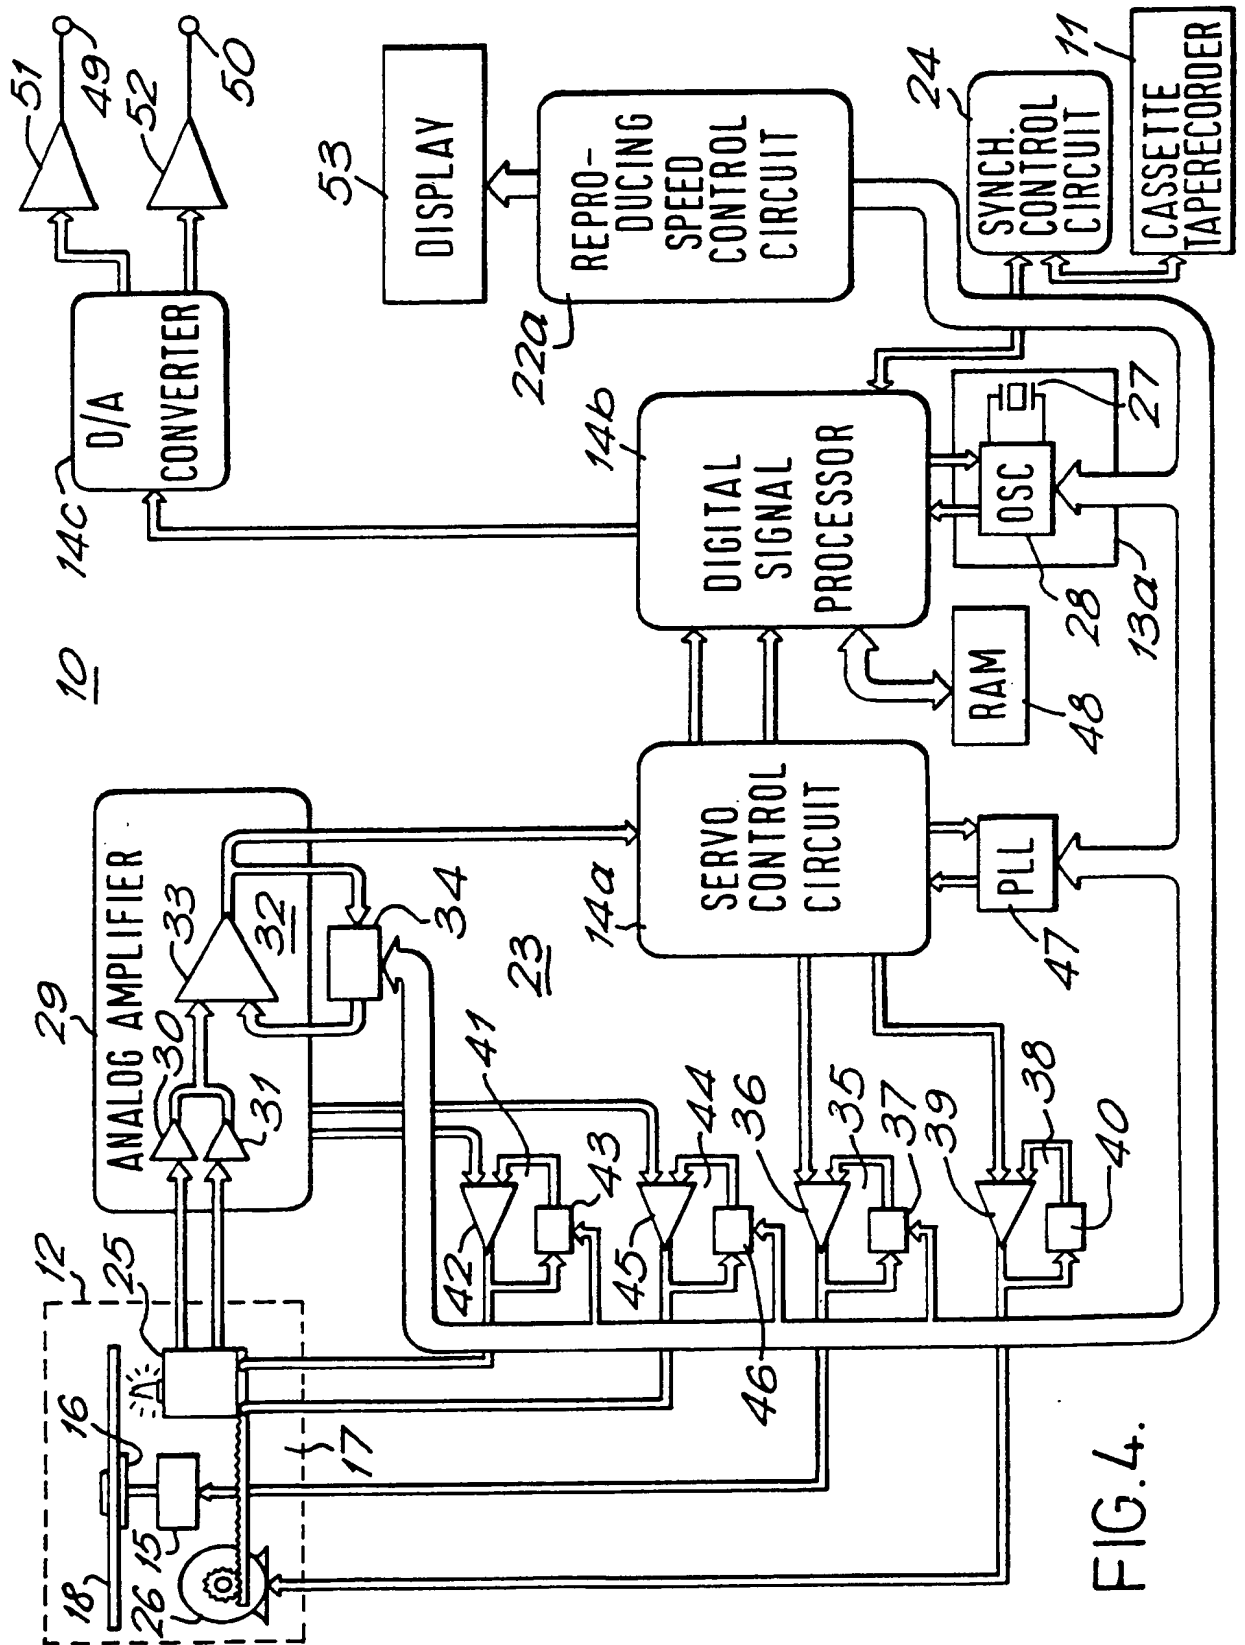 10
12
18
16
25
15
26
17
29
ANALOG AMPLIFIER
30
31
33
32
34
23
41
42
43
44
45
46
36
35
37
39
38
40
14a
SERVO
CONTROL
CIRCUIT
PLL
47
RAM
48
14b
DIGITAL
SIGNAL
PROCESSOR
OSC
28
27
13a
14c
D/A
CONVERTER
51
49
52
50
53
DISPLAY
22a
REPRO-
DUCING
SPEED
CONTROL
CIRCUIT
24
SYNCH.
CONTROL
CIRCUIT
11
CASSETTE
TAPERECORDER
FIG.4.